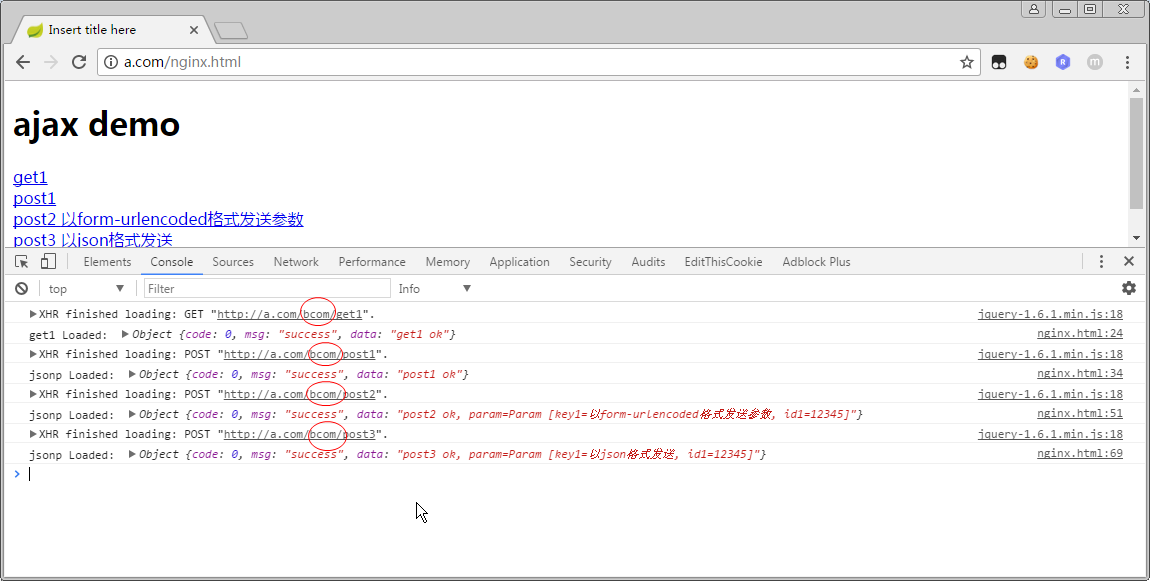 Insert title here
a.com/nginx.html
ajax demo
get1
post1
post2 以form-urlencoded格式发送参数
post3 以json格式发送
Elements Console Sources Network Performance Memory Application Security Audits EditThisCookie Adblock Plus
top Filter Info
XHR finished loading: GET "http://a.com/bcom/get1". jquery-1.6.1.min.js:18
get1 Loaded: Object {code: 0, msg: "success", data: "get1 ok"} nginx.html:24
XHR finished loading: POST "http://a.com/bcom/post1". jquery-1.6.1.min.js:18
jsonp Loaded: Object {code: 0, msg: "success", data: "post1 ok"} nginx.html:34
XHR finished loading: POST "http://a.com/bcom/post2". jquery-1.6.1.min.js:18
jsonp Loaded: Object {code: 0, msg: "success", data: "post2 ok, param=Param [key1=以form-urlencoded格式发送参数, id1=12345]"} nginx.html:51
XHR finished loading: POST "http://a.com/bcom/post3". jquery-1.6.1.min.js:18
jsonp Loaded: Object {code: 0, msg: "success", data: "post3 ok, param=Param [key1=以json格式发送, id1=12345]"} nginx.html:69